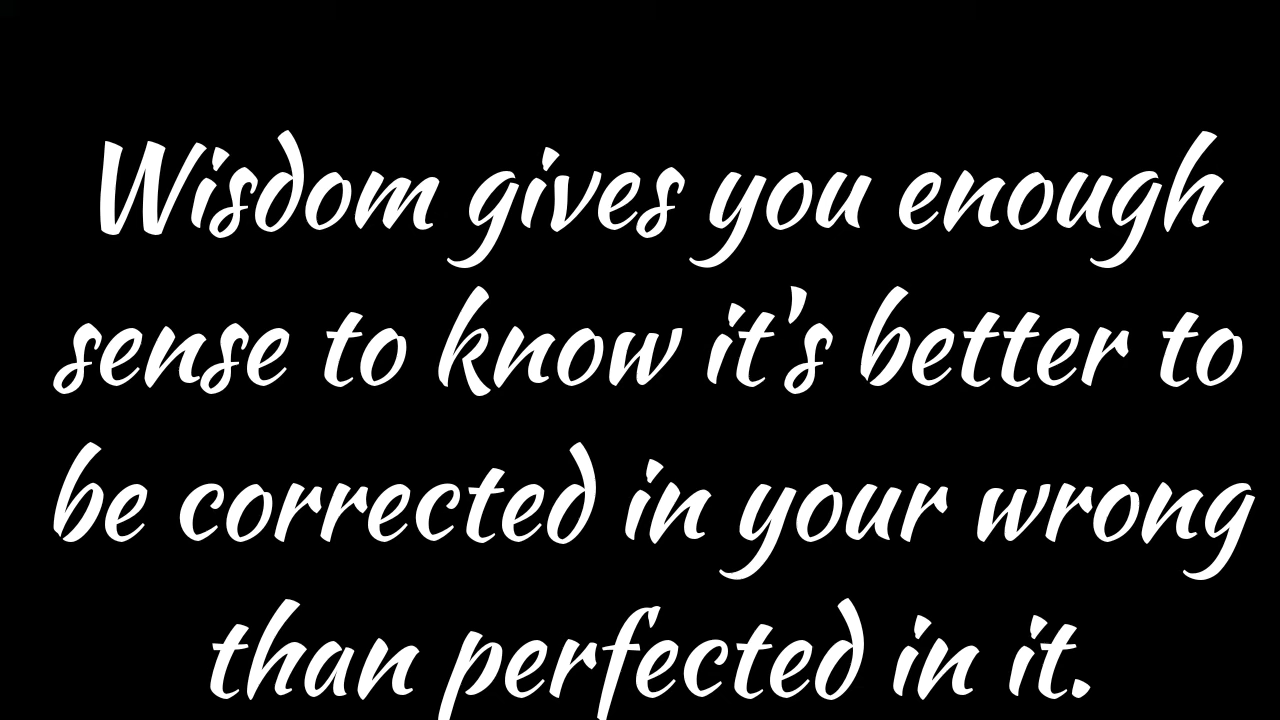 Wisdom gives you enough
sense to know it's better to
be corrected in your wrong
than perfected in it.